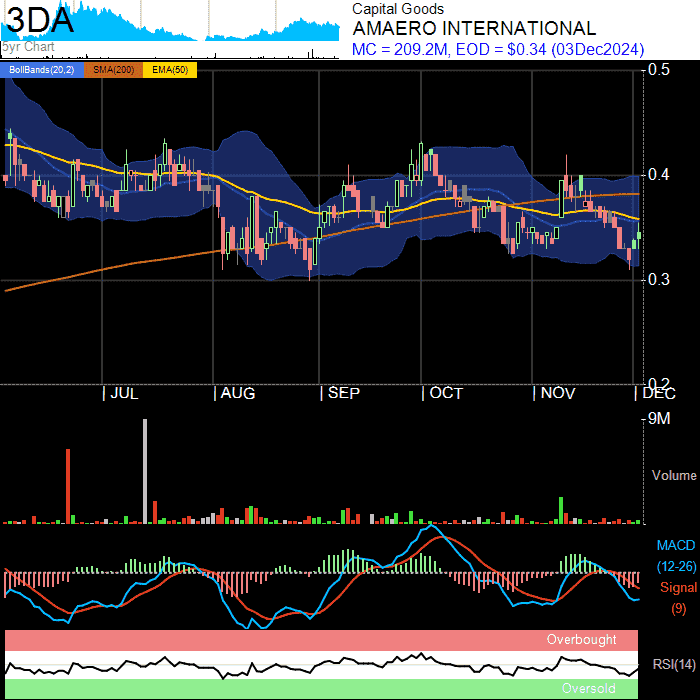 3DA
5yr Chart
Capital Goods
AMAERO INTERNATIONAL
MC = 209.2M, EOD = $0.34 (03Dec2024)
BollBands(20,2) SMA(200) EMA(50)
0.5
0.4
0.3
0.2
| JUL | AUG | SEP | OCT | NOV | DEC
9M
Volume
MACD
(12-26)
Signal
(9)
Overbought
RSI(14)
Oversold